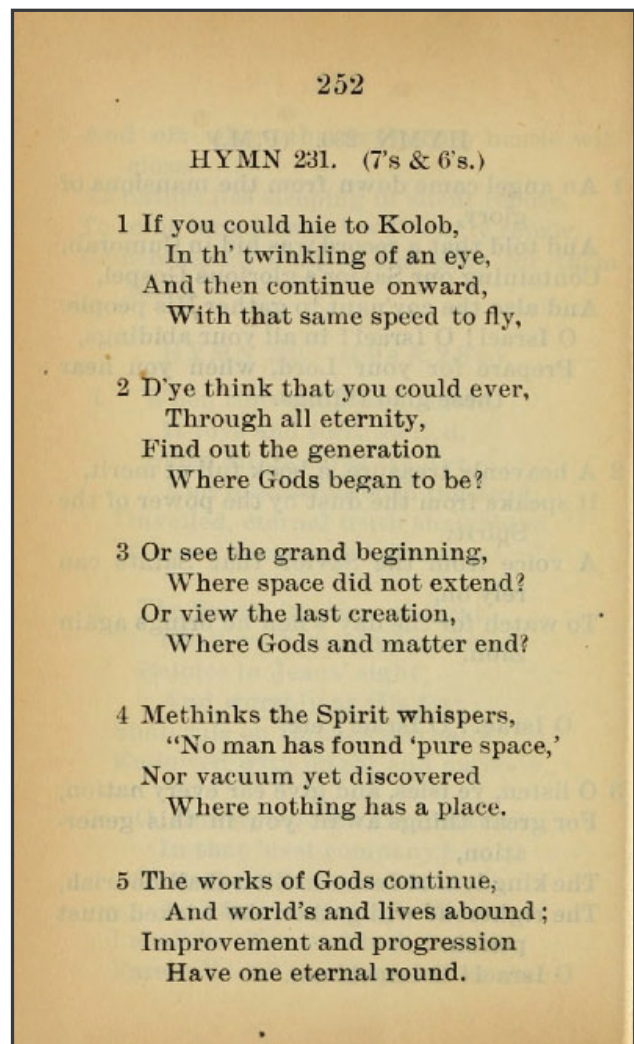 252
HYMN 231. (7's & 6's.)
1 If you could hie to Kolob,
In th' twinkling of an eye,
And then continue onward,
With that same speed to fly,
2 D'ye think that you could ever,
Through all eternity,
Find out the generation
Where Gods began to be?
3 Or see the grand beginning,
Where space did not extend?
Or view the last creation,
Where Gods and matter end?
4 Methinks the Spirit whispers,
"No man has found ‘pure space,’
Nor vacuum yet discovered
Where nothing has a place.
5 The works of Gods continue,
And world's and lives abound;
Improvement and progression
Have one eternal round.